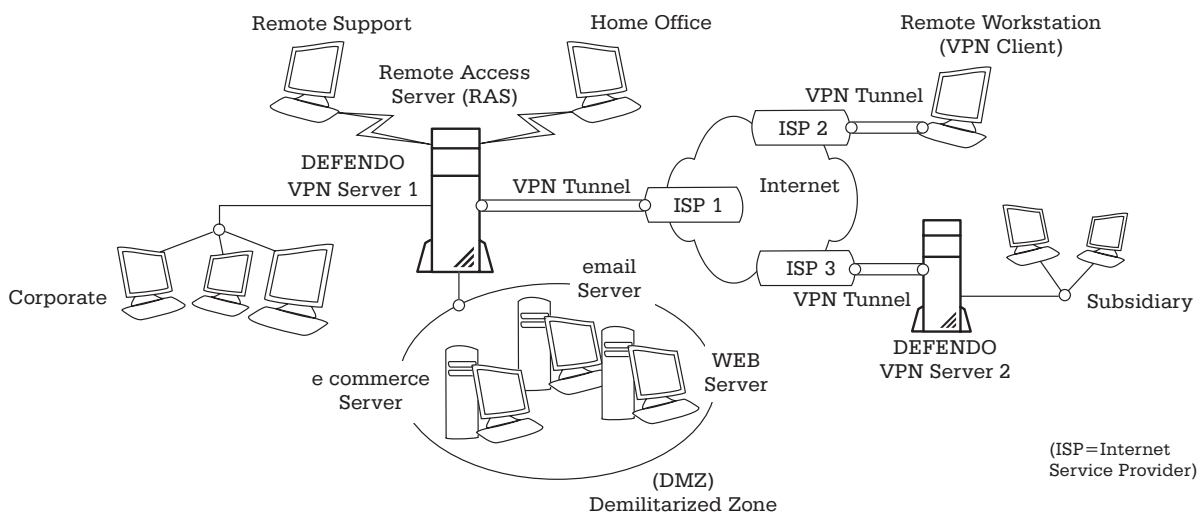 Remote Support
Home Office
Remote Workstation
(VPN Client)
Remote Access
Server (RAS)
VPN Tunnel
ISP 2
DEFENDO
VPN Server 1
VPN Tunnel
ISP 1
Internet
ISP 3
VPN Tunnel
Corporate
email
Server
Subsidiary
DEFENDO
VPN Server 2
e commerce
Server
WEB
Server
(DMZ)
Demilitarized Zone
(ISP=Internet
Service Provider)